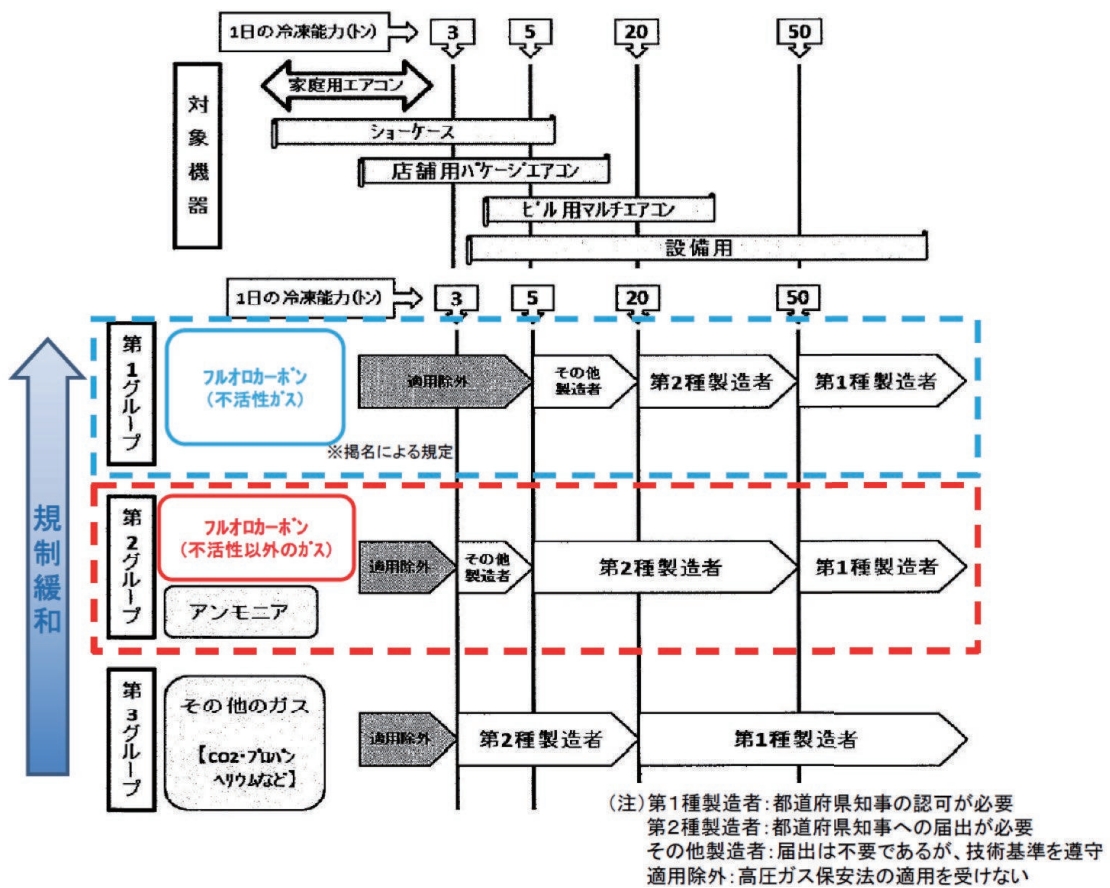 1日の冷凍能力(トン)
3
5
20
50
対象機器
家庭用エアコン
ショーケース
店舗用パケージエアコン
ビル用マルチエアコン
設備用
1日の冷凍能力(トン)
3
5
20
50
規制緩和
第1グループ
フルオロカーボン
(不活性ガス)
※掲名による規定
適用除外
その他
製造者
第2種製造者
第1種製造者
第2グループ
フルオロカーボン
(不活性以外のガス)
アンモニア
適用除外
その他
製造者
第2種製造者
第1種製造者
第3グループ
その他のガス
【CO2・プロパン
ヘリウムなど】
適用除外
第2種製造者
第1種製造者
(注)第1種製造者:都道府県知事の認可が必要
第2種製造者:都道府県知事への届出が必要
その他製造者:届出は不要であるが、技術基準を遵守
適用除外:高圧ガス保安法の適用を受けない